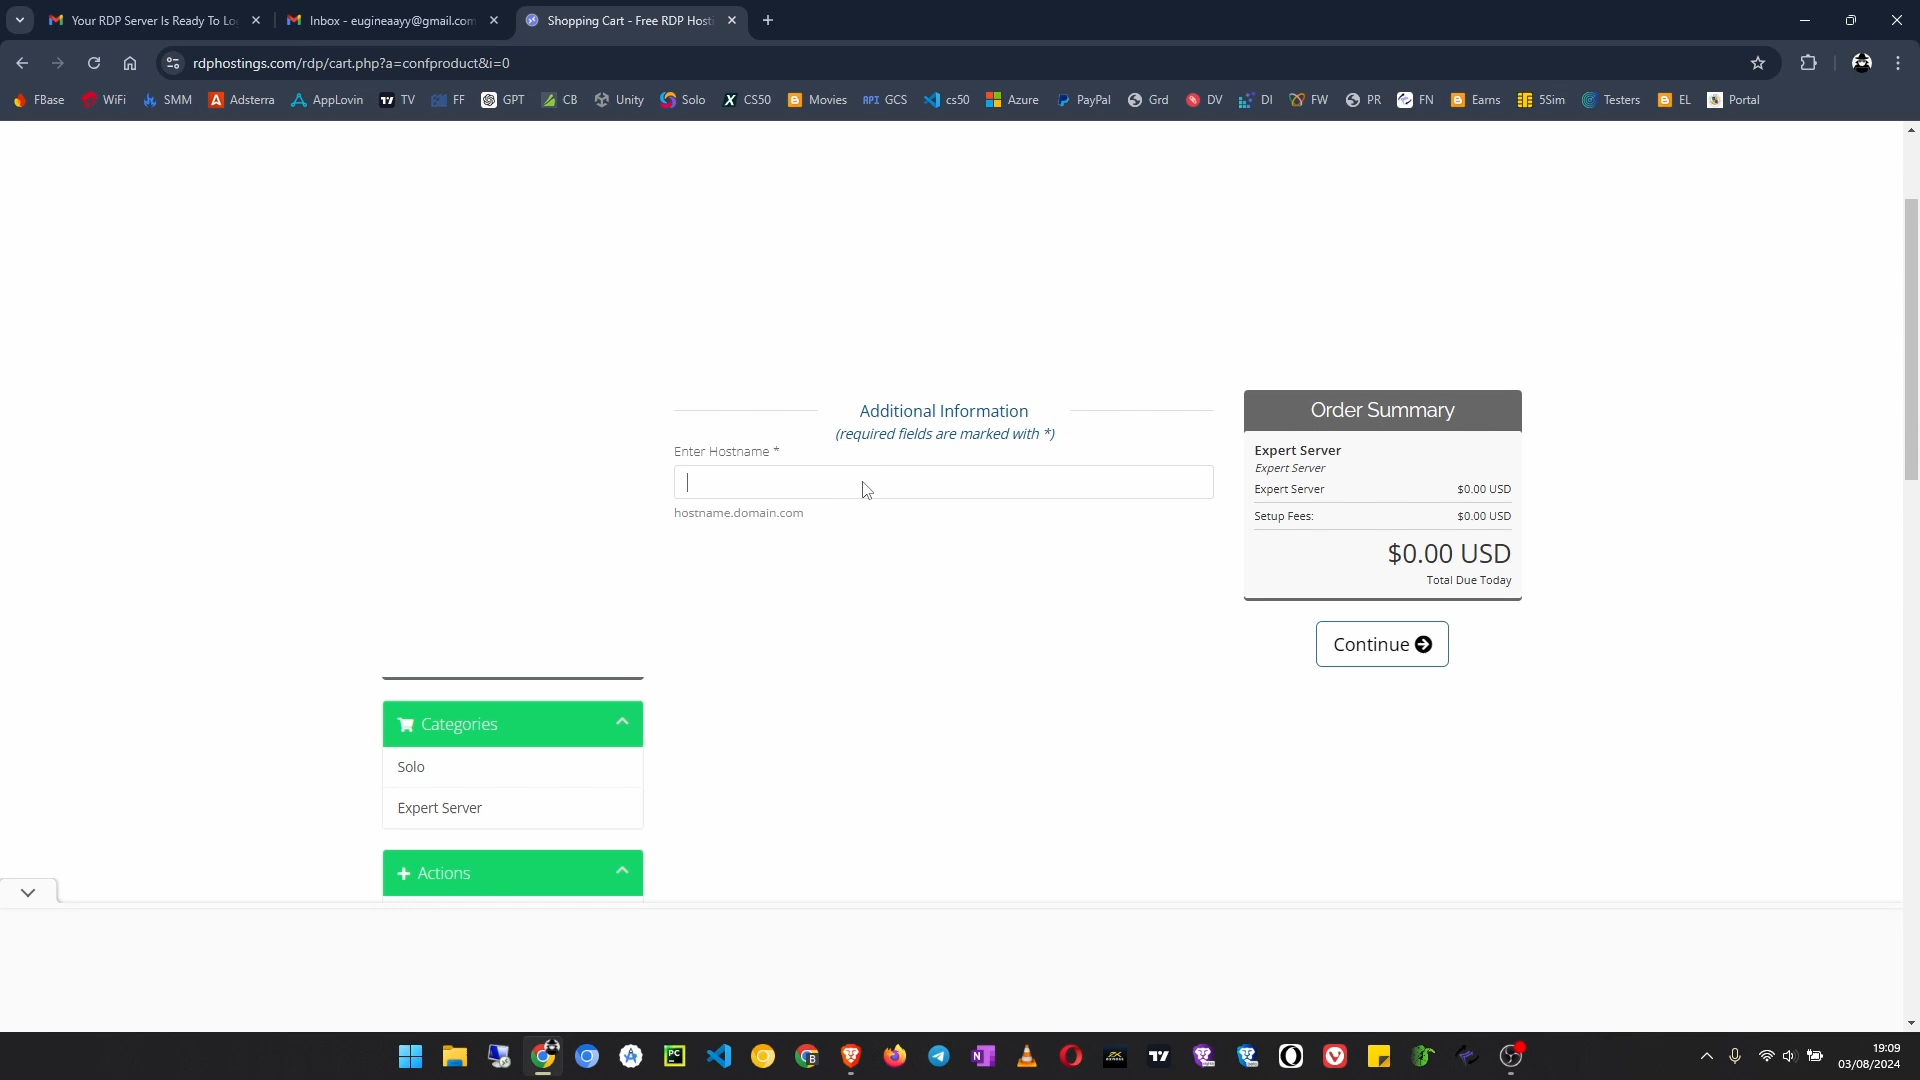 Your RDP Server Is Ready To Lo
Inbox - eugineaayy@gmail.com
Shopping Cart - Free RDP Hosti
rdphostings.com/rdp/cart.php?a=confproduct&i=0
FBase
WiFi
SMM
Adsterra
AppLovin
TV
FF
GPT
CB
Unity
Solo
CS50
Movies
API GCS
cs50
Azure
PayPal
Grd
DV
DI
FW
PR
FN
Earns
5Sim
Testers
EL
Portal
Additional Information
(required fields are marked with *)
Enter Hostname *
hostname.domain.com
Order Summary
Expert Server
Expert Server
Expert Server $0.00 USD
Setup Fees: $0.00 USD
$0.00 USD
Total Due Today
Continue
Categories
Solo
Expert Server
Actions
19:09
03/08/2024